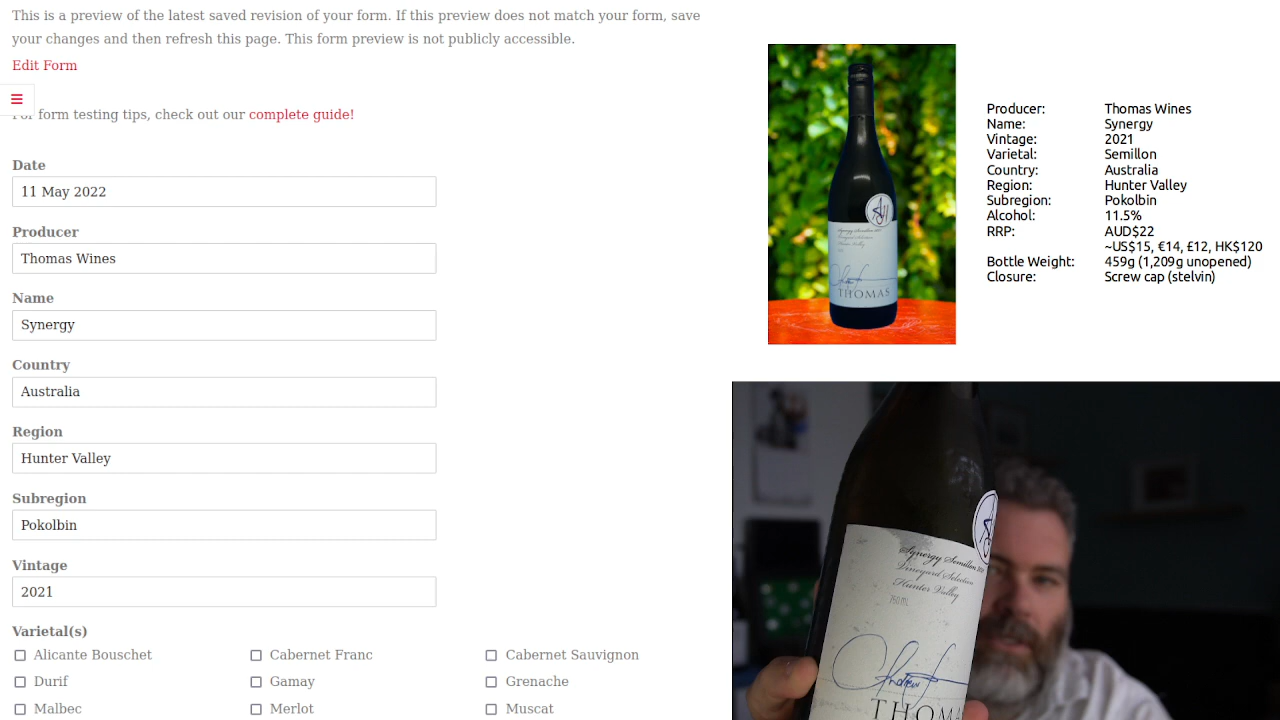 This is a preview of the latest saved revision of your form. If this preview does not match your form, save
your changes and then refresh this page. This form preview is not publicly accessible.
Edit Form
form testing tips, check out our complete guide!
Date
11 May 2022
Producer
Thomas Wines
Name
Synergy
Country
Australia
Region
Hunter Valley
Subregion
Pokolbin
Vintage
2021
Varietal(s)
Alicante Bouschet
Cabernet Franc
Cabernet Sauvignon
Durif
Gamay
Grenache
Malbec
Merlot
Muscat
Producer: Thomas Wines
Name: Synergy
Vintage: 2021
Varietal: Semillon
Country: Australia
Region: Hunter Valley
Subregion: Pokolbin
Alcohol: 11.5%
RRP: AUD$22
~US$15, €14, £12, HK$120
Bottle Weight: 459g (1,209g unopened)
Closure: Screw cap (stelvin)
THOMAS
Synergy Semillon
Vineyard Selection
Hunter Valley
750ML
THOMA